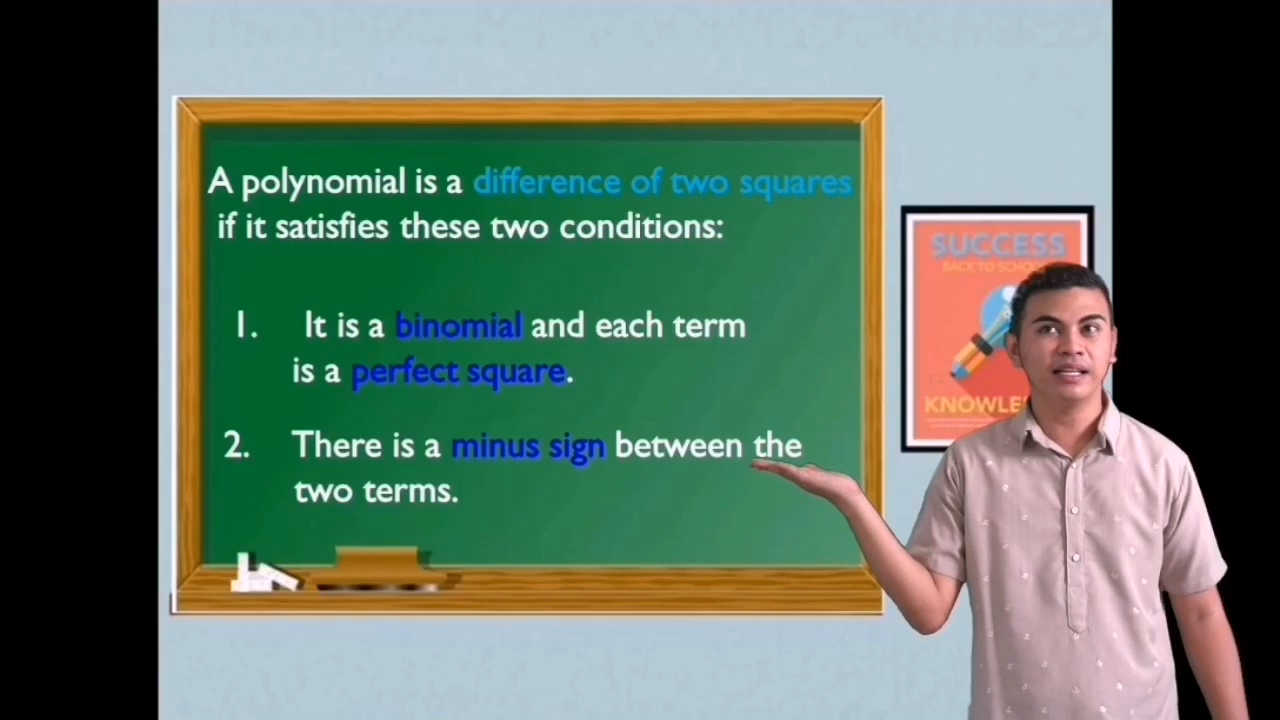 A polynomial is a difference of two squares
if it satisfies these two conditions:
1. It is a binomial and each term
is a perfect square.
2. There is a minus sign between the
two terms.
SUCCESS
BACK TO SCHOOL